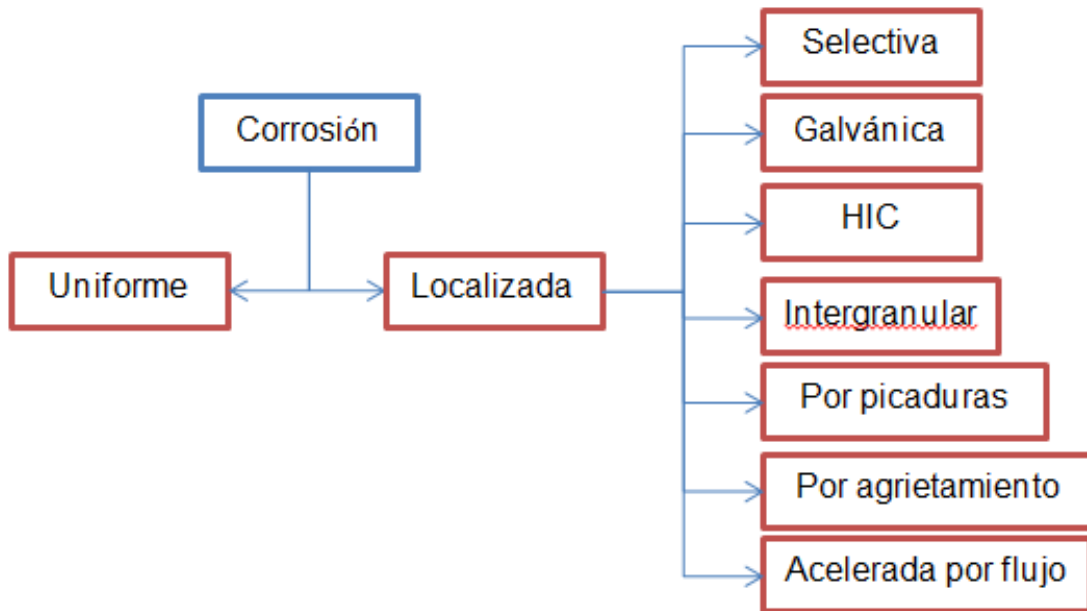 Corrosión
Uniforme
Localizada
Selectiva
Galvánica
HIC
Intergranular
Por picaduras
Por agrietamiento
Acelerada por flujo